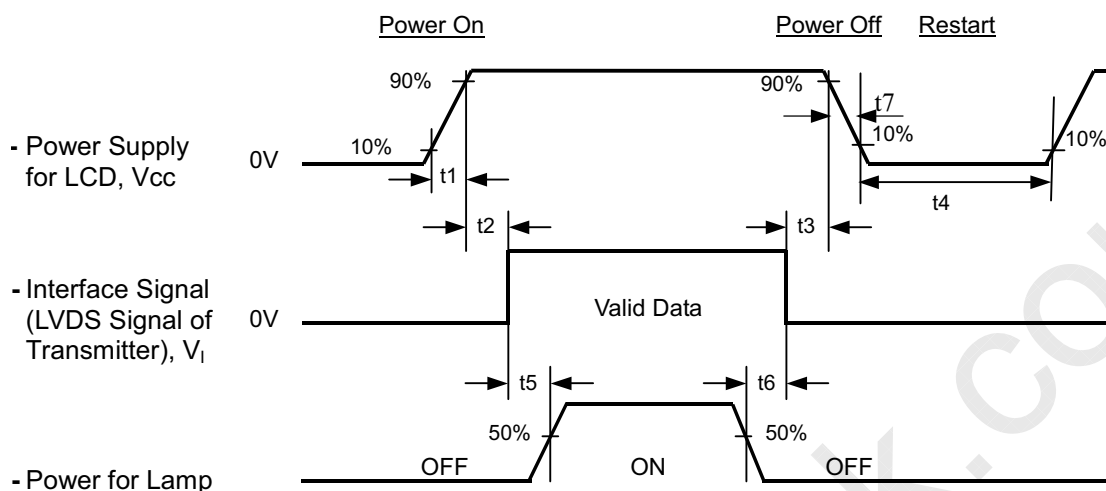 Power On
Power Off
Restart
90%
90%
t7
- Power Supply
for LCD, Vcc
0V
10%
10%
10%
t1
t4
t2
t3
- Interface Signal
(LVDS Signal of
Transmitter), VI
0V
Valid Data
t5
t6
50%
50%
- Power for Lamp
OFF
ON
OFF